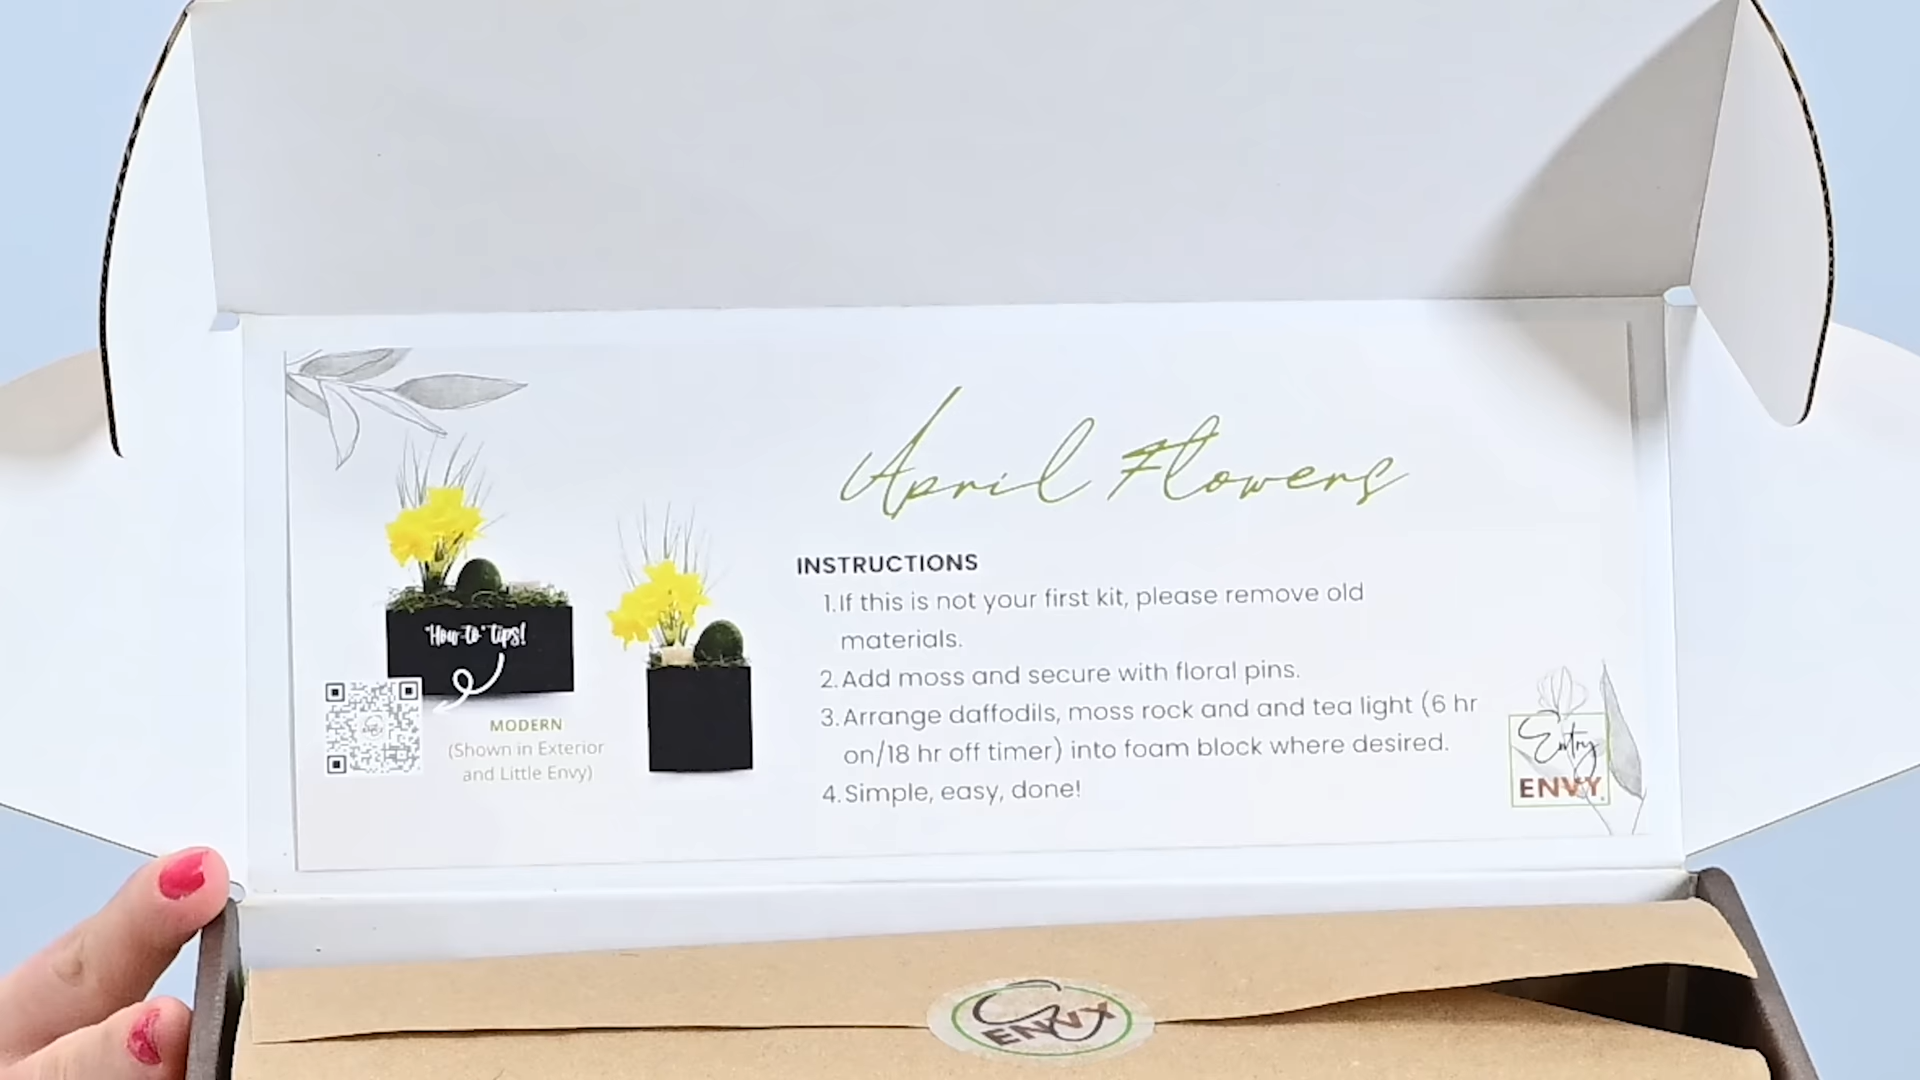 April Flowers
INSTRUCTIONS
1. If this is not your first kit, please remove old
materials.
2. Add moss and secure with floral pins.
3. Arrange daffodils, moss rock and and tea light (6 hr
on/18 hr off timer) into foam block where desired.
4. Simple, easy, done!
"How-to" tips!
MODERN
(Shown in Exterior
and Little Envy)
Entry
ENVY
ENVY